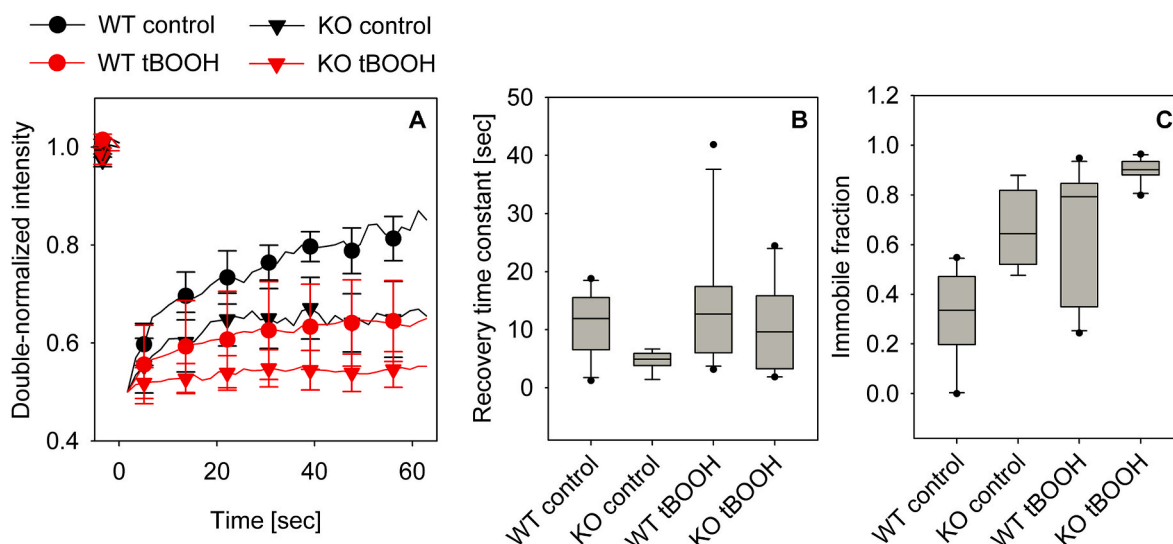 WT control KO control
WT tBOOH KO tBOOH
A
Double-normalized intensity
1.0
0.8
0.6
0.4
0 20 40 60
Time [sec]
B
Recovery time constant [sec]
50
40
30
20
10
0
WT control
KO control
WT tBOOH
KO tBOOH
C
Immobile fraction
1.2
1.0
0.8
0.6
0.4
0.2
0.0
WT control
KO control
WT tBOOH
KO tBOOH